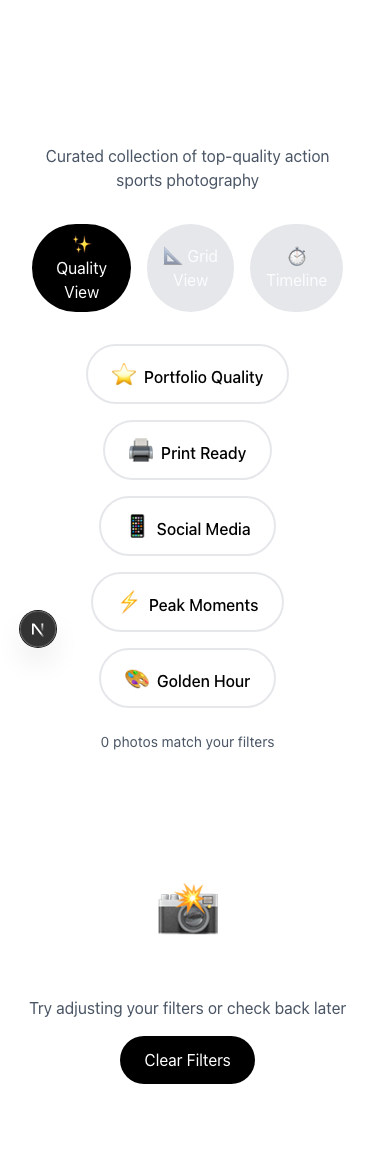 Curated collection of top-quality action
sports photography
✨
Quality
View
📐 Grid
View
⏱
Timeline
⭐ Portfolio Quality
🖨 Print Ready
📱 Social Media
⚡ Peak Moments
N
🎨 Golden Hour
0 photos match your filters
📸
Try adjusting your filters or check back later
Clear Filters